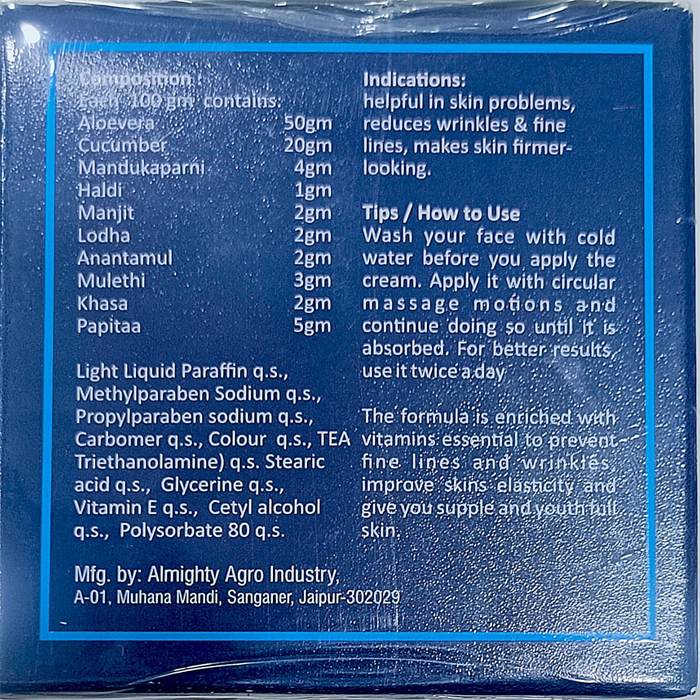 Composition :
Each 100 gm contains:
Aloevera 50gm
Cucumber 20gm
Mandukaparni 4gm
Haldi 1gm
Manjit 2gm
Lodha 2gm
Anantamul 2gm
Mulethi 3gm
Khasa 2gm
Papitaa 5gm
Light Liquid Paraffin q.s.,
Methylparaben Sodium q.s.,
Propylparaben sodium q.s.,
Carbomer q.s., Colour q.s., TEA
Triethanolamine) q.s. Stearic
acid q.s., Glycerine q.s.,
Vitamin E q.s., Cetyl alcohol
q.s., Polysorbate 80 q.s.
Mfg. by: Almighty Agro Industry,
A-01, Muhana Mandi, Sanganer, Jaipur-302029
Indications:
helpful in skin problems,
reduces wrinkles & fine
lines, makes skin firmer-
looking.
Tips / How to Use
Wash your face with cold
water before you apply the
cream. Apply it with circular
massage motions and
continue doing so until it is
absorbed. For better results,
use it twice a day
The formula is enriched with
vitamins essential to prevent
fine lines and wrinkles,
improve skins elasticity and
give you supple and youth full
skin.